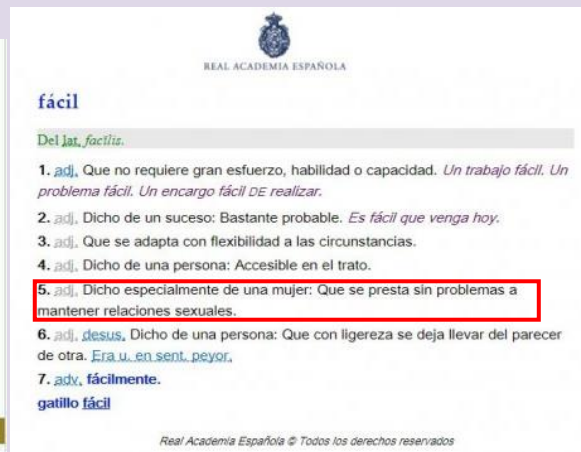 REAL ACADEMIA ESPAÑOLA
fácil
Del lat. facĭlis.
1. adj. Que no requiere gran esfuerzo, habilidad o capacidad. Un trabajo fácil. Un
problema fácil. Un encargo fácil DE realizar.
2. adj. Dicho de un suceso: Bastante probable. Es fácil que venga hoy.
3. adj. Que se adapta con flexibilidad a las circunstancias.
4. adj. Dicho de una persona: Accesible en el trato.
5. adj. Dicho especialmente de una mujer: Que se presta sin problemas a
mantener relaciones sexuales.
6. adj. desus. Dicho de una persona: Que con ligereza se deja llevar del parecer
de otra. Era u. en sent. peyor.
7. adv. fácilmente.
gatillo fácil
Real Academia Española © Todos los derechos reservados